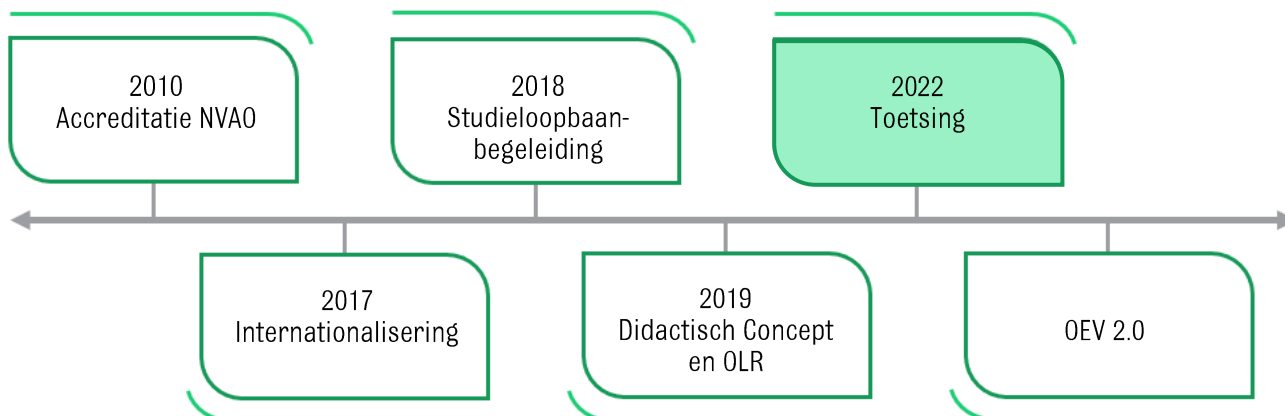 2010
Accreditatie NVAO
2018
Studieloopbaan-
begeleiding
2022
Toetsing
2017
Internationalisering
2019
Didactisch Concept
en OLR
OEV 2.0